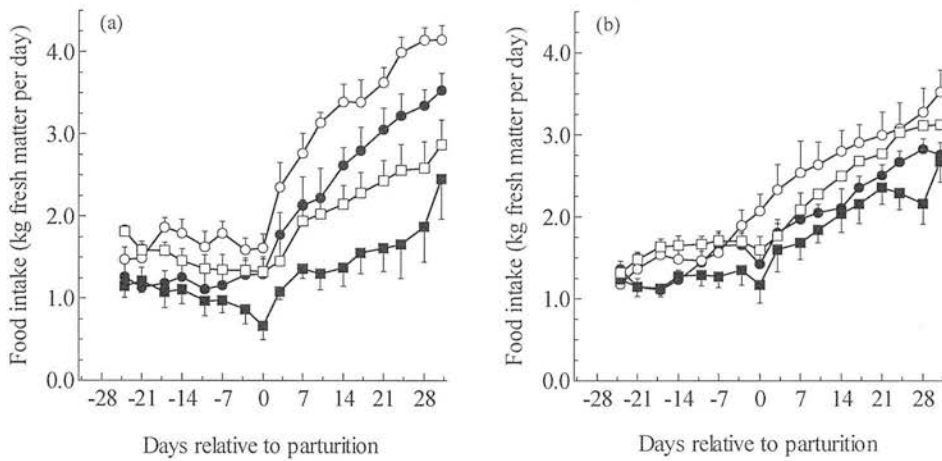 (a)
Food intake (kg fresh matter per day)
4.0
3.0
2.0
1.0
0.0
-28 -21 -14 -7 0 7 14 21 28
Days relative to parturition
(b)
Food intake (kg fresh matter per day)
4.0
3.0
2.0
1.0
0.0
-28 -21 -14 -7 0 7 14 21 28
Days relative to parturition